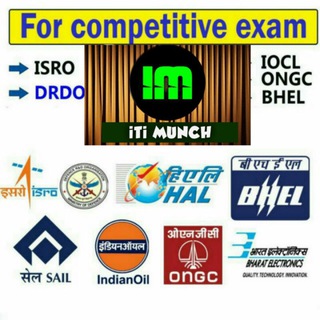 For competitive exam
ISRO
DRDO
IM
iTi MUNCH
IOCL
ONGC
BHEL
इसरो isro
हिएलि
HAL
बी एच ई एल
BHEL
सेल SAIL
इंडियनऑयल
IndianOil
ओ एन जी सी
ONGC
भारत इलेक्ट्रॉनिक्स
BHARAT ELECTRONICS
QUALITY. TECHNOLOGY. INNOVATION.